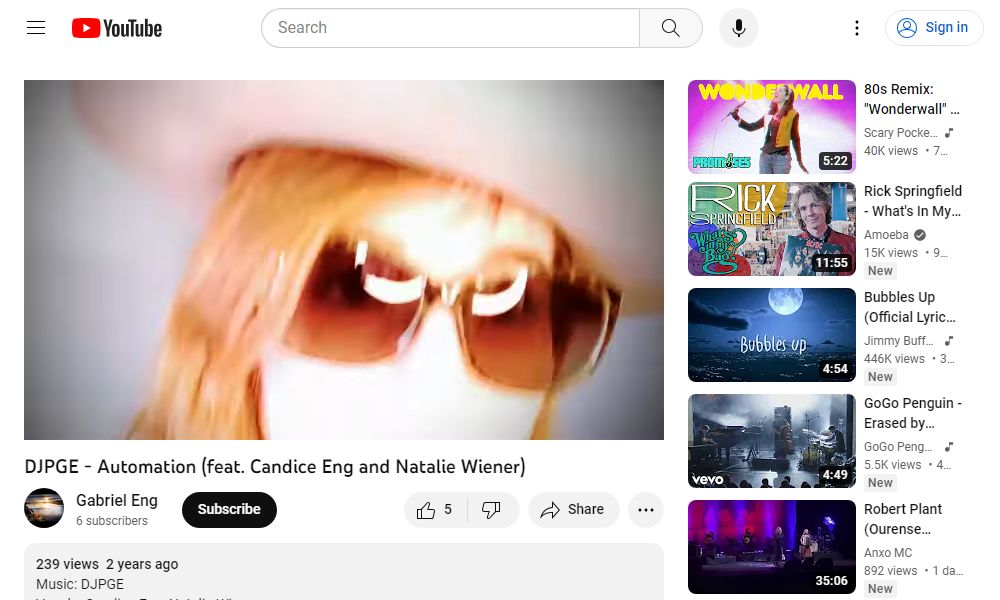 YouTube
Search
Sign in
DJPGE - Automation (feat. Candice Eng and Natalie Wiener)
Gabriel Eng
6 subscribers
Subscribe
5
Share
239 views 2 years ago
Music: DJPGE
WONDERWALL
PROMISES
5:22
80s Remix:
"Wonderwall" ...
Scary Pocke...
40K views • 7...
RICK
SPRINGFIELD
What's
In My
Bag?
11:55
Rick Springfield
- What's In My...
Amoeba
15K views • 9...
New
Bubbles up
4:54
Bubbles Up
(Official Lyric...
Jimmy Buff...
446K views • 3...
New
vevo
4:49
GoGo Penguin -
Erased by...
GoGo Peng...
5.5K views • 4...
New
35:06
Robert Plant
(Ourense...
Anxo MC
892 views • 1 da...
New